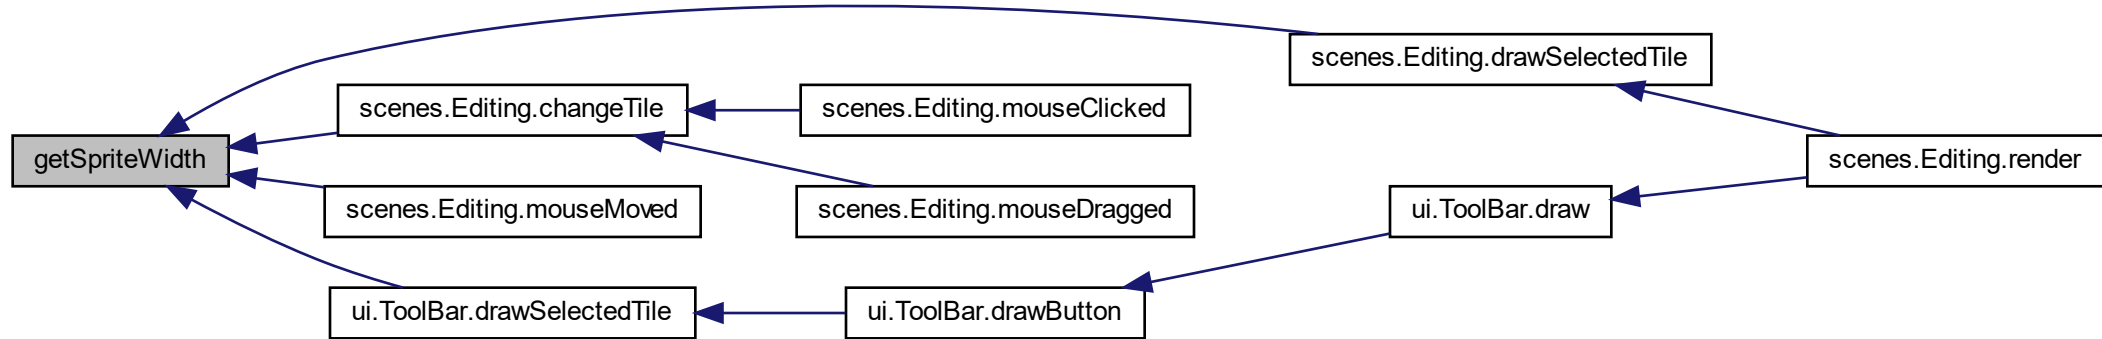 scenes.Editing.drawSelectedTile
scenes.Editing.changeTile
scenes.Editing.mouseClicked
getSpriteWidth
scenes.Editing.render
scenes.Editing.mouseMoved
scenes.Editing.mouseDragged
ui.ToolBar.draw
ui.ToolBar.drawSelectedTile
ui.ToolBar.drawButton